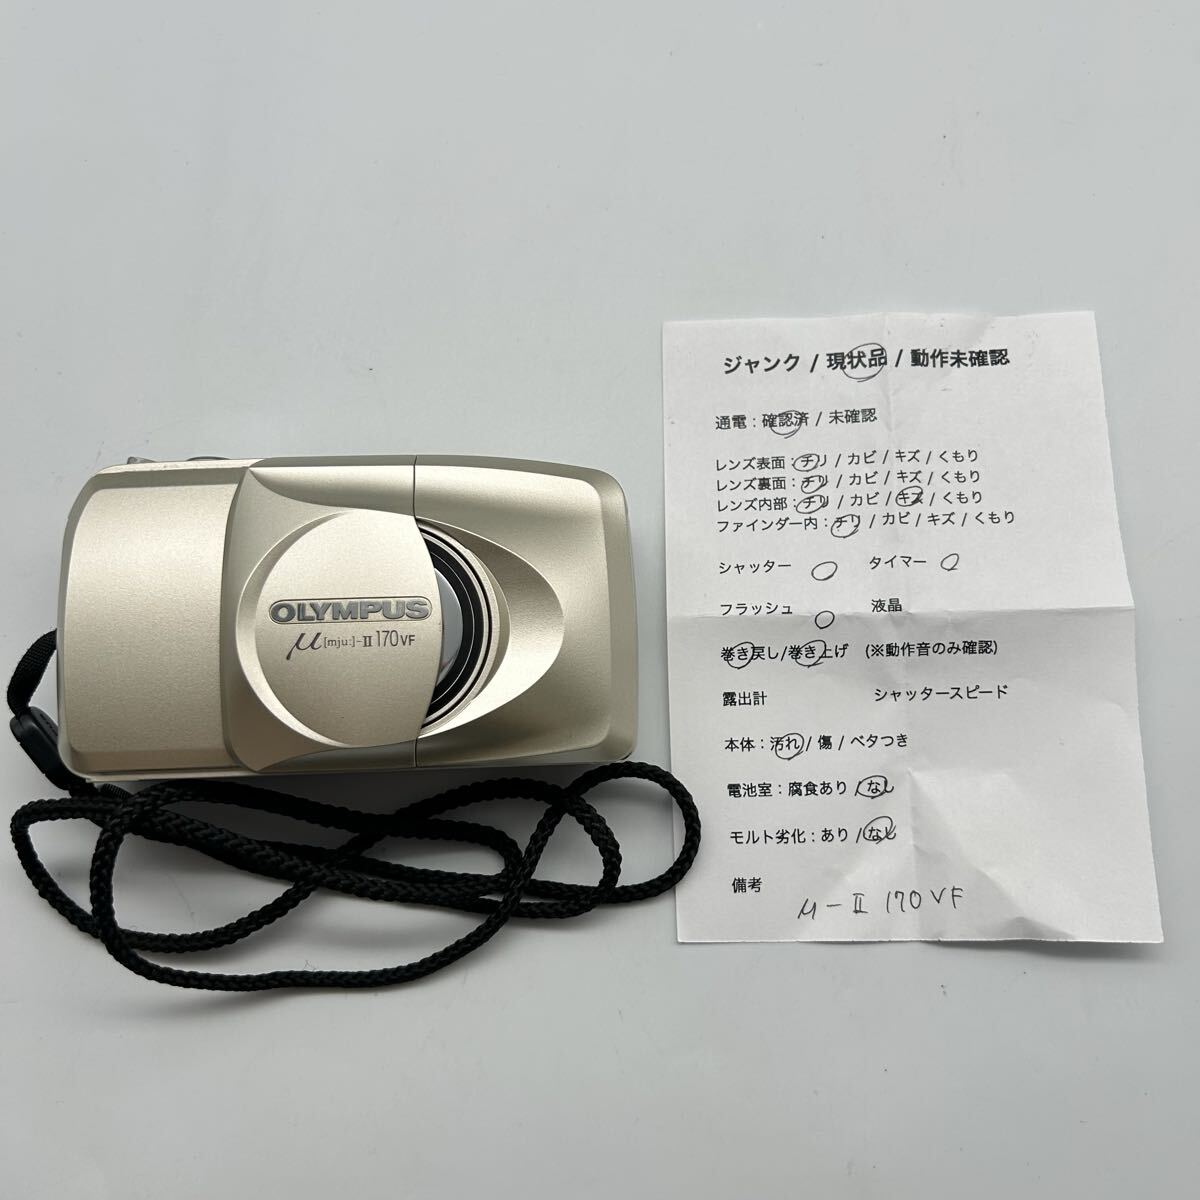 OLYMPUS
μ[mju:]-II 170 VF
ジャンク / 現状品 / 動作未確認
通電：確認済 / 未確認
レンズ表面：チリ / カビ / キズ / くもり
レンズ裏面：チリ / カビ / キズ / くもり
レンズ内部：チリ / カビ / キズ / くもり
ファインダー内：チリ / カビ / キズ / くもり
シャッター ○ タイマー ○
フラッシュ ○ 液晶
巻き戻し/巻き上げ (※動作音のみ確認)
露出計 シャッタースピード
本体：汚れ / 傷 / ベタつき
電池室：腐食あり / なし
モルト劣化：あり / なし
備考
μ-II 170 VF